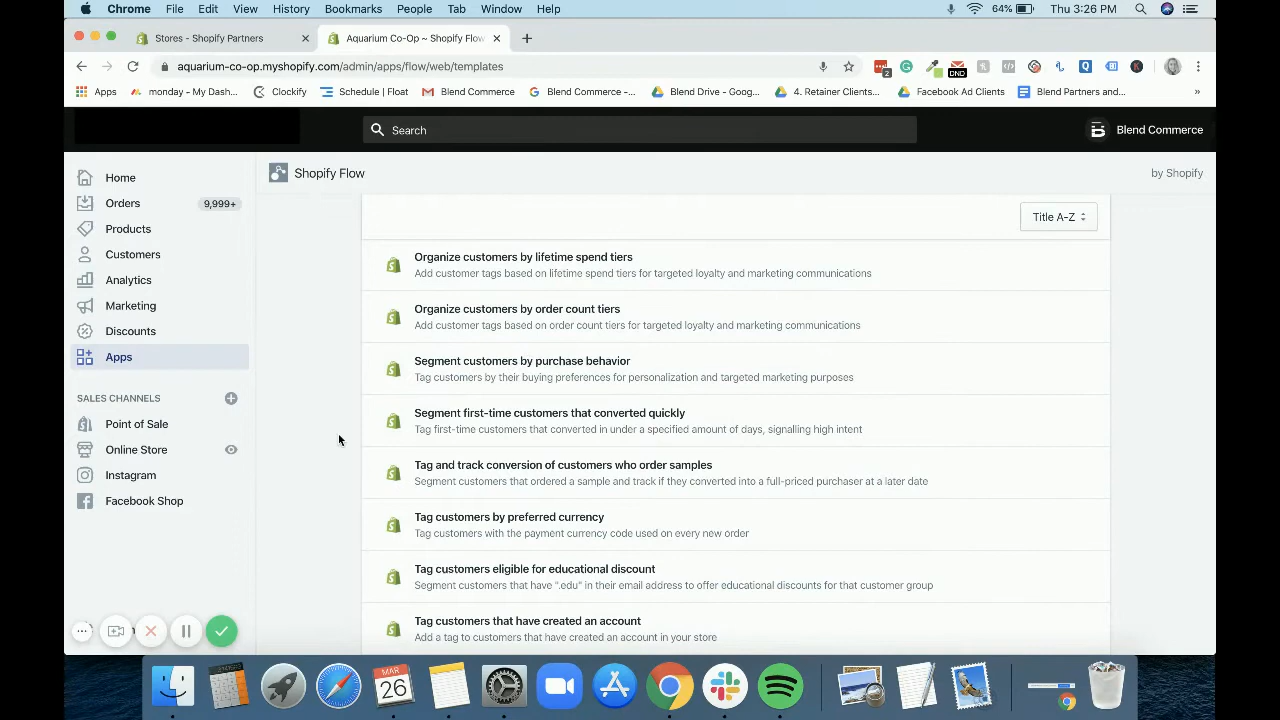 Chrome File Edit View History Bookmarks People Tab Window Help 64% Thu 3:26 PM
Stores - Shopify Partners Aquarium Co-Op ~ Shopify Flow
aquarium-co-op.myshopify.com/admin/apps/flow/web/templates 2 DND
Apps monday - My Dash... Clockify Schedule | Float Blend Commerce... Blend Commerce -... Blend Drive - Goog... 4. Retainer Clients... Facebook Ad Clients Blend Partners and... »
Search Blend Commerce
Shopify Flow by Shopify
Home
Orders 9,999+
Products
Customers
Analytics
Marketing
Discounts
Apps
SALES CHANNELS
Point of Sale
Online Store
Instagram
Facebook Shop
Title A-Z
Organize customers by lifetime spend tiers
Add customer tags based on lifetime spend tiers for targeted loyalty and marketing communications
Organize customers by order count tiers
Add customer tags based on order count tiers for targeted loyalty and marketing communications
Segment customers by purchase behavior
Tag customers by their buying preferences for personalization and targeted marketing purposes
Segment first-time customers that converted quickly
Tag first-time customers that converted in under a specified amount of days, signalling high intent
Tag and track conversion of customers who order samples
Segment customers that ordered a sample and track if they converted into a full-priced purchaser at a later date
Tag customers by preferred currency
Tag customers with the payment currency code used on every new order
Tag customers eligible for educational discount
Segment customers that have ".edu" in their email address to offer educational discounts for that customer group
Tag customers that have created an account
Add a tag to customers that have created an account in your store
MAR
26